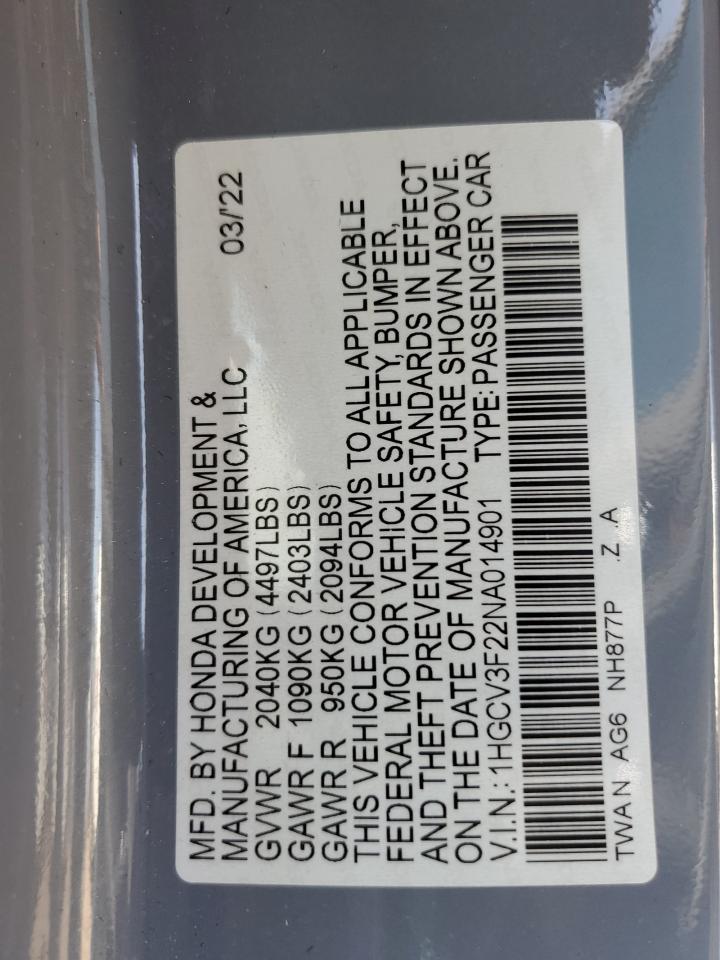 MFD. BY HONDA DEVELOPMENT &
MANUFACTURING OF AMERICA, LLC 03/'22
GVWR 2040KG (4497LBS)
GAWR F 1090KG (2403LBS)
GAWR R 950KG (2094LBS)
THIS VEHICLE CONFORMS TO ALL APPLICABLE
FEDERAL MOTOR VEHICLE SAFETY, BUMPER,
AND THEFT PREVENTION STANDARDS IN EFFECT
ON THE DATE OF MANUFACTURE SHOWN ABOVE.
V.I.N.: 1HGCV3F22NA014901 TYPE: PASSENGER CAR
TWA N AG6 NH877P .Z .A